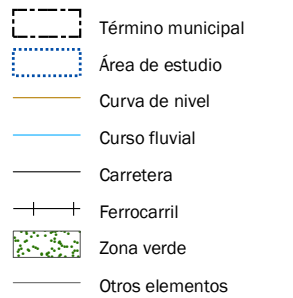 Término municipal
Área de estudio
Curva de nivel
Curso fluvial
Carretera
Ferrocarril
Zona verde
Otros elementos